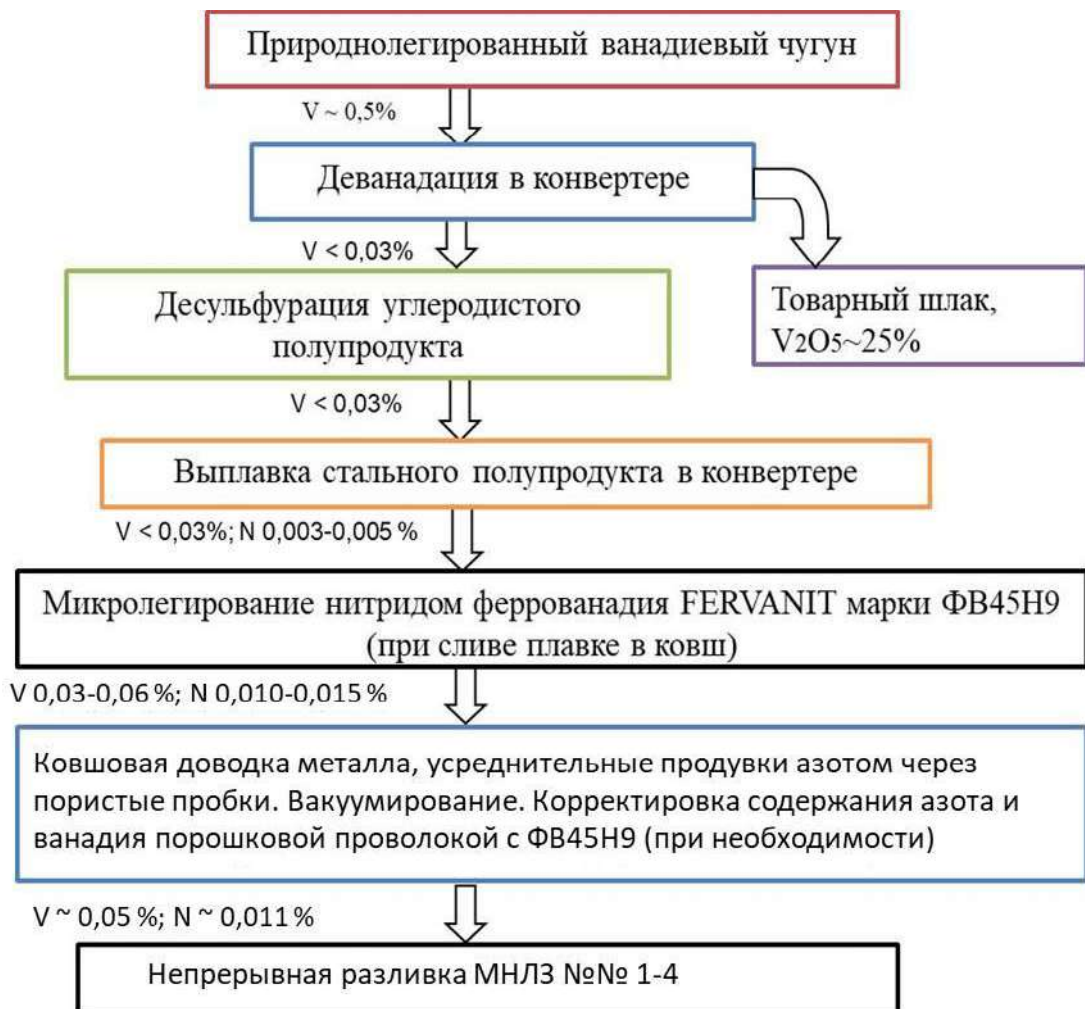 Природнолегированный ванадиевый чугун
V ~ 0,5%
Деванадация в конвертере
V < 0,03%
Десульфурация углеродистого
полупродукта
Товарный шлак,
V2O5~25%
V < 0,03%
Выплавка стального полупродукта в конвертере
V < 0,03%; N 0,003-0,005 %
Микролегирование нитридом феррованадия FERVANIT марки ФВ45Н9
(при сливе плавке в ковш)
V 0,03-0,06 %; N 0,010-0,015 %
Ковшовая доводка металла, усреднительные продувки азотом через
пористые пробки. Вакуумирование. Корректировка содержания азота и
ванадия порошковой проволокой с ФВ45Н9 (при необходимости)
V ~ 0,05 %; N ~ 0,011 %
Непрерывная разливка МНЛЗ №№ 1-4